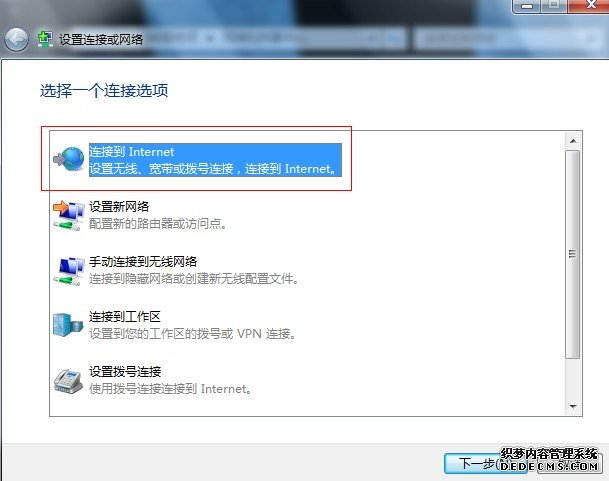 设置连接或网络
选择一个连接选项
连接到 Internet
设置无线、宽带或拨号连接，连接到 Internet。
设置新网络
配置新的路由器或访问点。
手动连接到无线网络
连接到隐藏网络或创建新无线配置文件。
连接到工作区
设置到您的工作区的拨号或 VPN 连接。
设置拨号连接
使用拨号连接连接到 Internet。
下一步
织梦内容管理系统
DEDECMS.COM